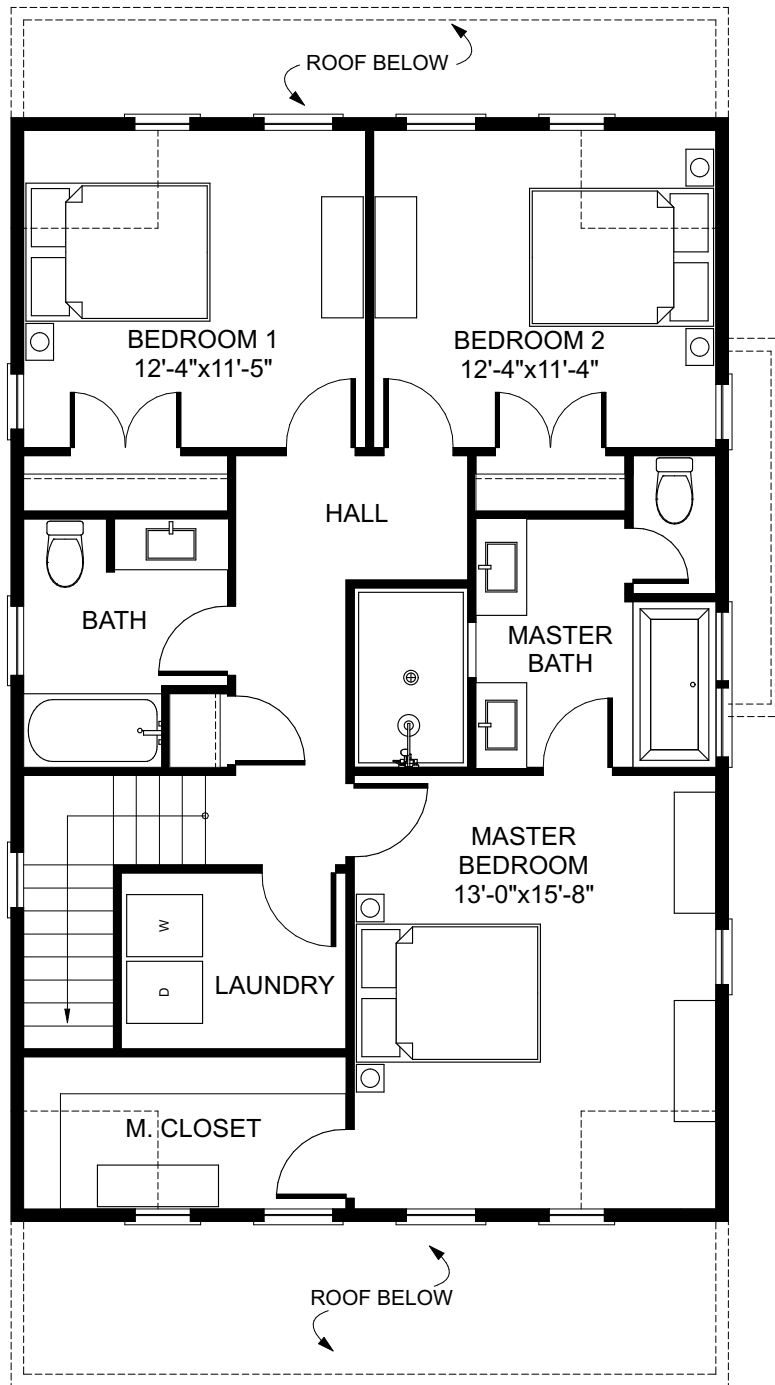 ROOF BELOW
BEDROOM 1
12'-4"x11'-5"
BEDROOM 2
12'-4"x11'-4"
HALL
BATH
MASTER
BATH
MASTER
BEDROOM
13'-0"x15'-8"
W
D
LAUNDRY
M. CLOSET
ROOF BELOW